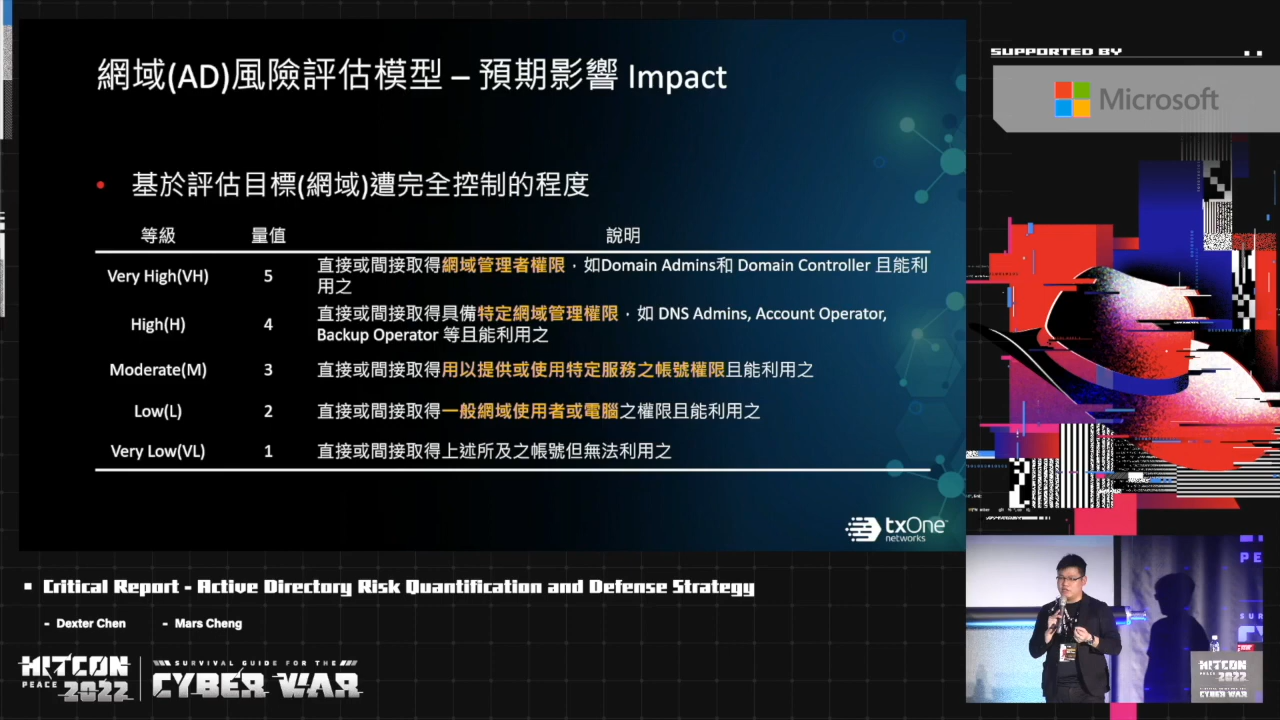 網域(AD)風險評估模型 – 預期影響 Impact
SUPPORTED BY
Microsoft
• 基於評估目標(網域)遭完全控制的程度
等級 量值 說明
Very High(VH) 5 直接或間接取得網域管理者權限，如Domain Admins和 Domain Controller 且能利
用之
High(H) 4 直接或間接取得具備特定網域管理權限，如 DNS Admins, Account Operator,
Backup Operator 等且能利用之
Moderate(M) 3 直接或間接取得用以提供或使用特定服務之帳號權限且能利用之
Low(L) 2 直接或間接取得一般網域使用者或電腦之權限且能利用之
Very Low(VL) 1 直接或間接取得上述所及之帳號但無法利用之
txOne
networks
Critical Report - Active Directory Risk Quantification and Defense Strategy
- Dexter Chen - Mars Cheng
HITCON
PEACE 2022
SURVIVAL GUIDE FOR THE
CYBER WAR
HITCON
2022
CYBER WAR